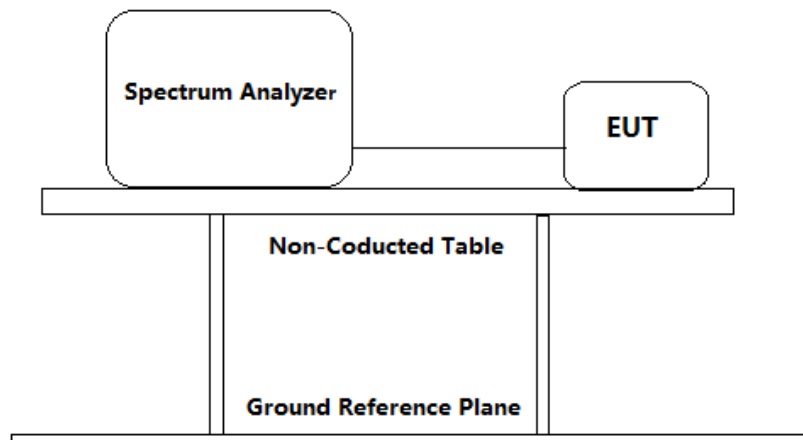 Spectrum Analyzer
EUT
Non-Coducted Table
Ground Reference Plane